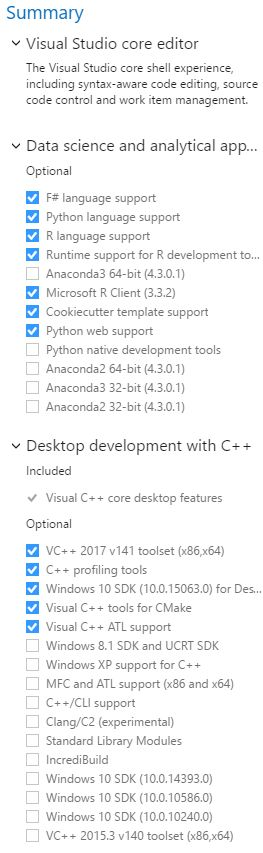 Summary
Visual Studio core editor
The Visual Studio core shell experience,
including syntax-aware code editing, source
code control and work item management.
Data science and analytical app...
Optional
F# language support
Python language support
R language support
Runtime support for R development to...
Anaconda3 64-bit (4.3.0.1)
Microsoft R Client (3.3.2)
Cookiecutter template support
Python web support
Python native development tools
Anaconda2 64-bit (4.3.0.1)
Anaconda3 32-bit (4.3.0.1)
Anaconda2 32-bit (4.3.0.1)
Desktop development with C++
Included
Visual C++ core desktop features
Optional
VC++ 2017 v141 toolset (x86,x64)
C++ profiling tools
Windows 10 SDK (10.0.15063.0) for Des...
Visual C++ tools for CMake
Visual C++ ATL support
Windows 8.1 SDK and UCRT SDK
Windows XP support for C++
MFC and ATL support (x86 and x64)
C++/CLI support
Clang/C2 (experimental)
Standard Library Modules
IncrediBuild
Windows 10 SDK (10.0.14393.0)
Windows 10 SDK (10.0.10586.0)
Windows 10 SDK (10.0.10240.0)
VC++ 2015.3 v140 toolset (x86,x64)